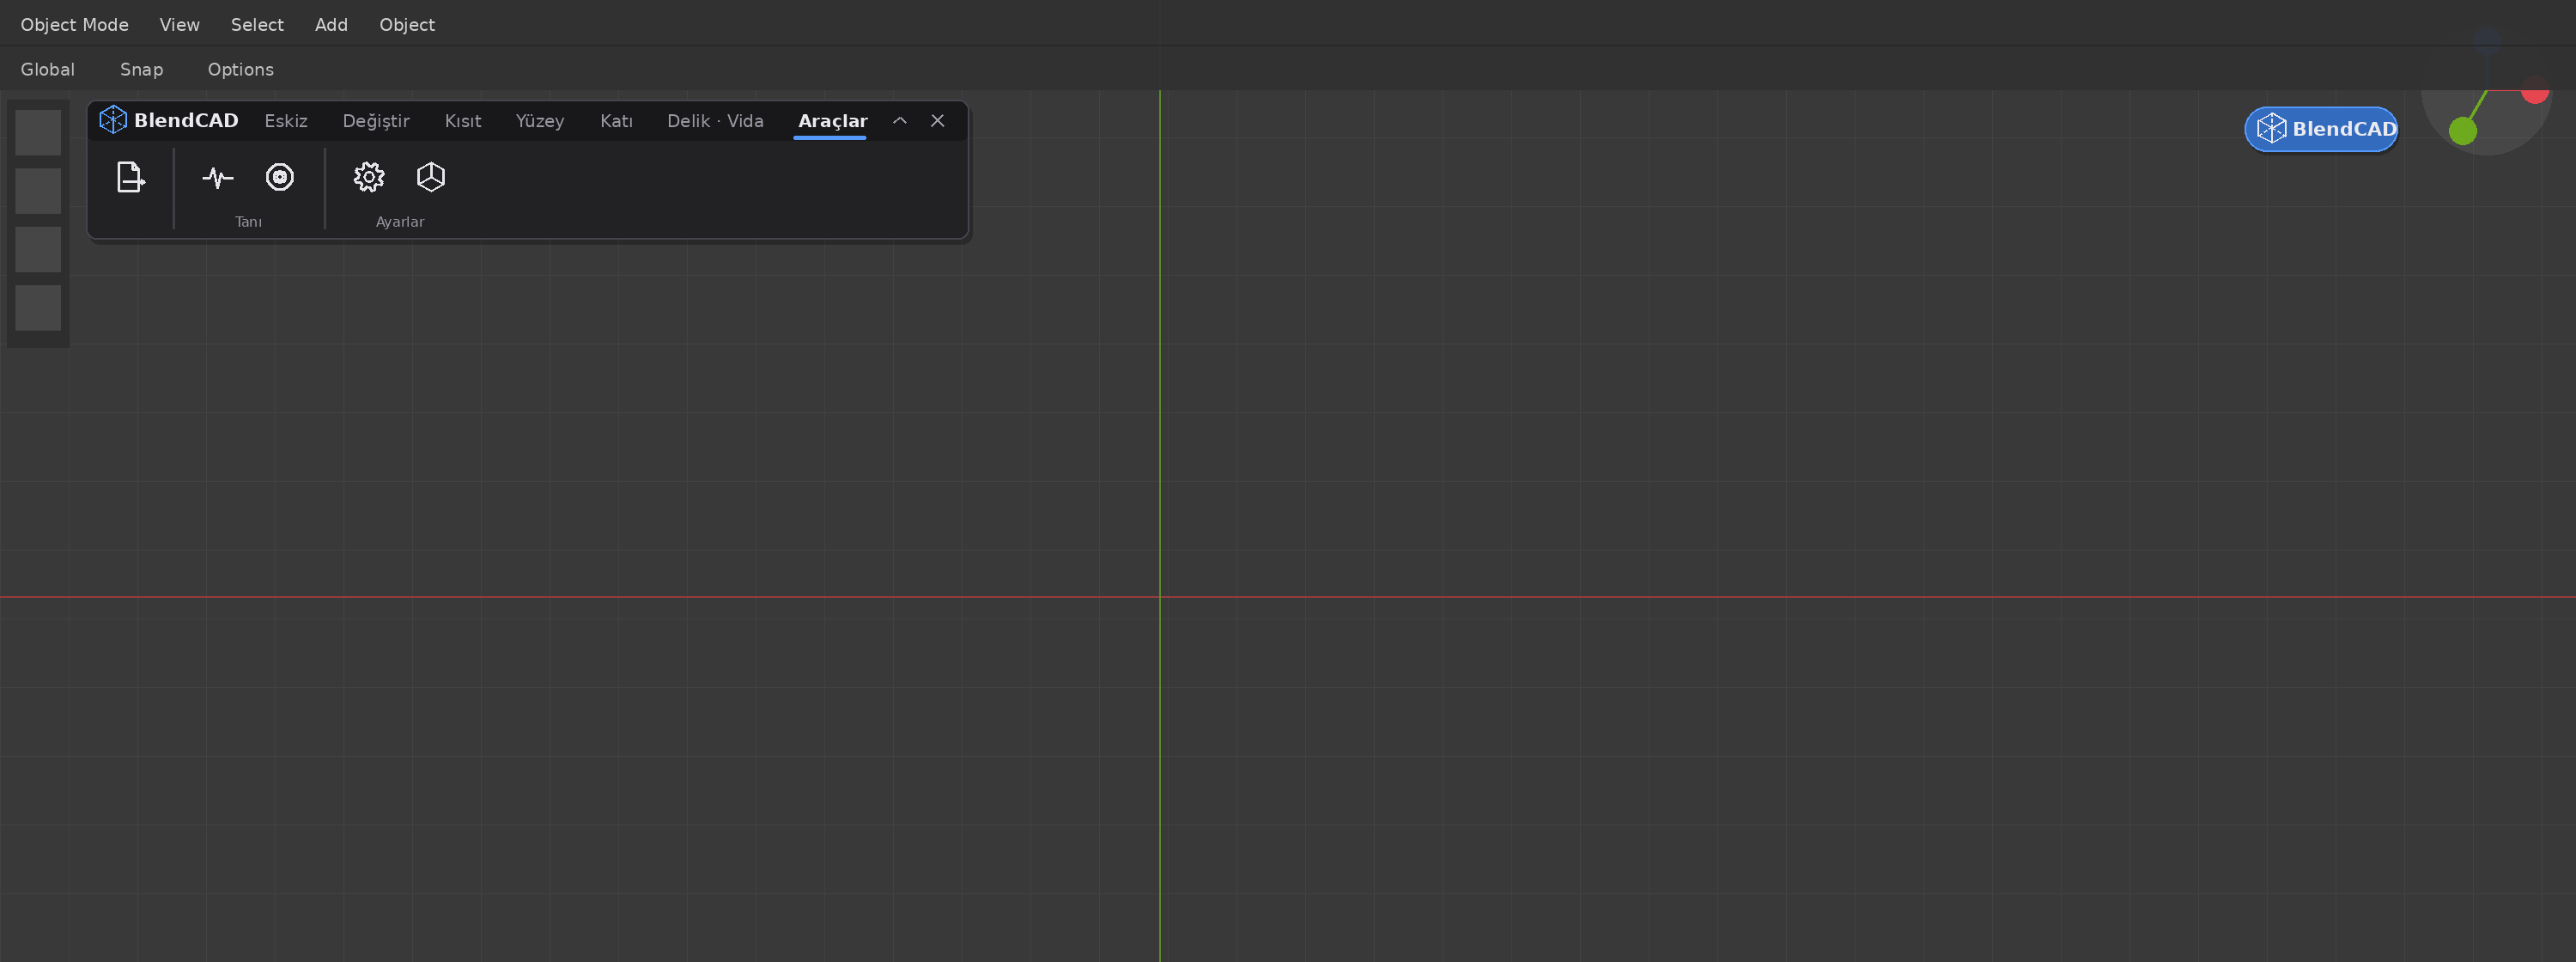 Object Mode View Select Add Object
Global Snap Options
BlendCAD Eskiz Değiştir Kısıt Yüzey Katı Delik · Vida Araçlar
BlendCAD
Tanı Ayarlar